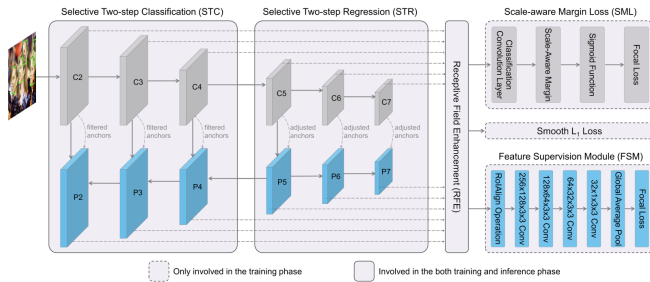 Selective Two-step Classification (STC)
Selective Two-step Regression (STR)
Scale-aware Margin Loss (SML)
C2
C3
C4
C5
C6
C7
filtered anchors
filtered anchors
filtered anchors
adjusted anchors
adjusted anchors
adjusted anchors
P2
P3
P4
P5
P6
P7
Receptive Field Enhancement (RFE)
Classification
Convolution Layer
Scale-Aware Margin
Sigmoid Function
Focal Loss
Smooth L1 Loss
Feature Supervision Module (FSM)
RoIAlign Operation
256x128x3x3 Conv
128x64x3x3 Conv
64x32x3x3 Conv
32x1x3x3 Conv
Global Average Pool
Focal Loss
Only involved in the training phase
Involved in the both training and inference phase